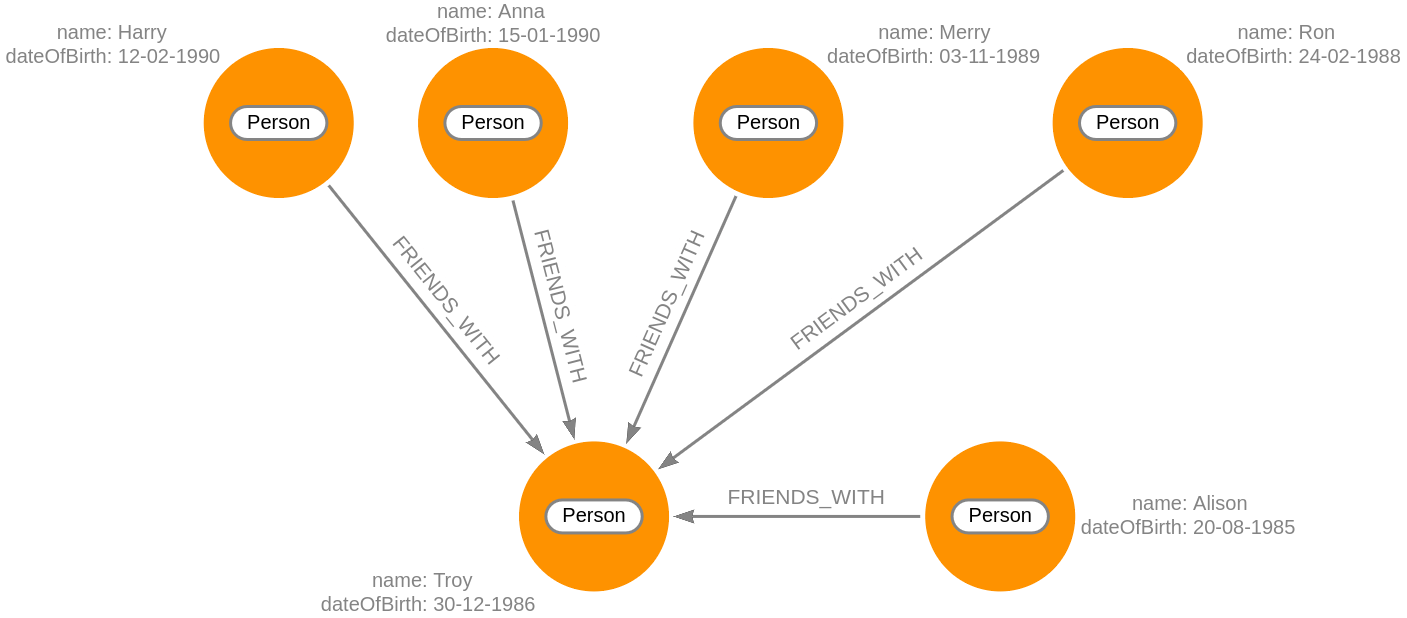 name: Harry
dateOfBirth: 12-02-1990
name: Anna
dateOfBirth: 15-01-1990
name: Merry
dateOfBirth: 03-11-1989
name: Ron
dateOfBirth: 24-02-1988
Person
Person
Person
Person
FRIENDS_WITH
FRIENDS_WITH
FRIENDS_WITH
FRIENDS_WITH
FRIENDS_WITH
Person
Person
name: Alison
dateOfBirth: 20-08-1985
name: Troy
dateOfBirth: 30-12-1986